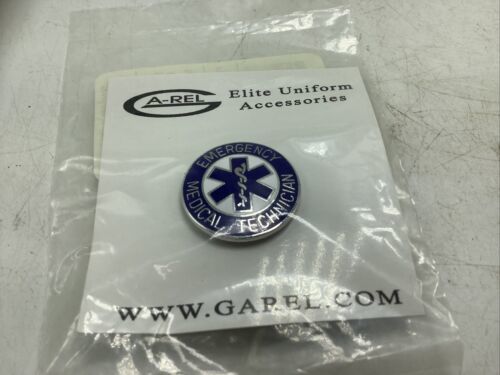 GA-REL
Elite Uniform
Accessories
EMERGENCY
MEDICAL TECHNICIAN
WWW.GAREL.COM